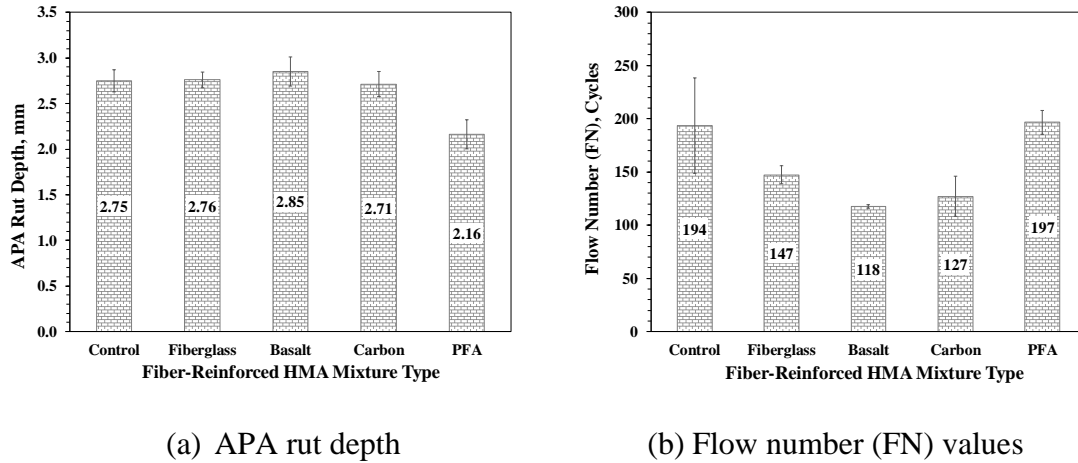 3.5
3.0
2.5
2.0
1.5
1.0
0.5
0.0
APA Rut Depth, mm
2.75
2.76
2.85
2.71
2.16
Control
Fiberglass
Basalt
Carbon
PFA
Fiber-Reinforced HMA Mixture Type
(a) APA rut depth
300
250
200
150
100
50
0
Flow Number (FN), Cycles
194
147
118
127
197
Control
Fiberglass
Basalt
Carbon
PFA
Fiber-Reinforced HMA Mixture Type
(b) Flow number (FN) values